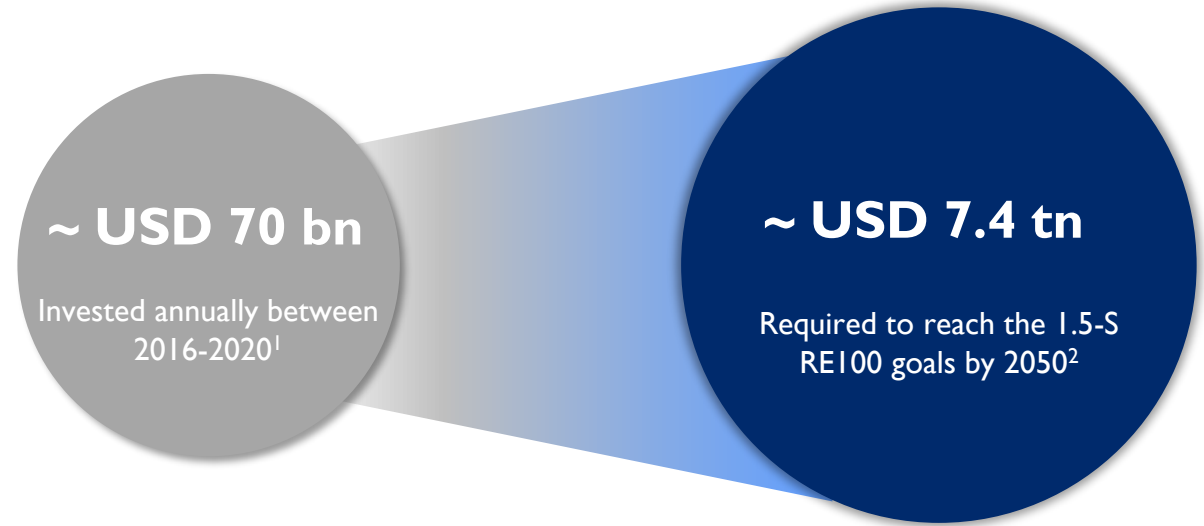 ~ USD 70 bn
Invested annually between
2016-2020¹
~ USD 7.4 tn
Required to reach the 1.5-S
RE100 goals by 2050²